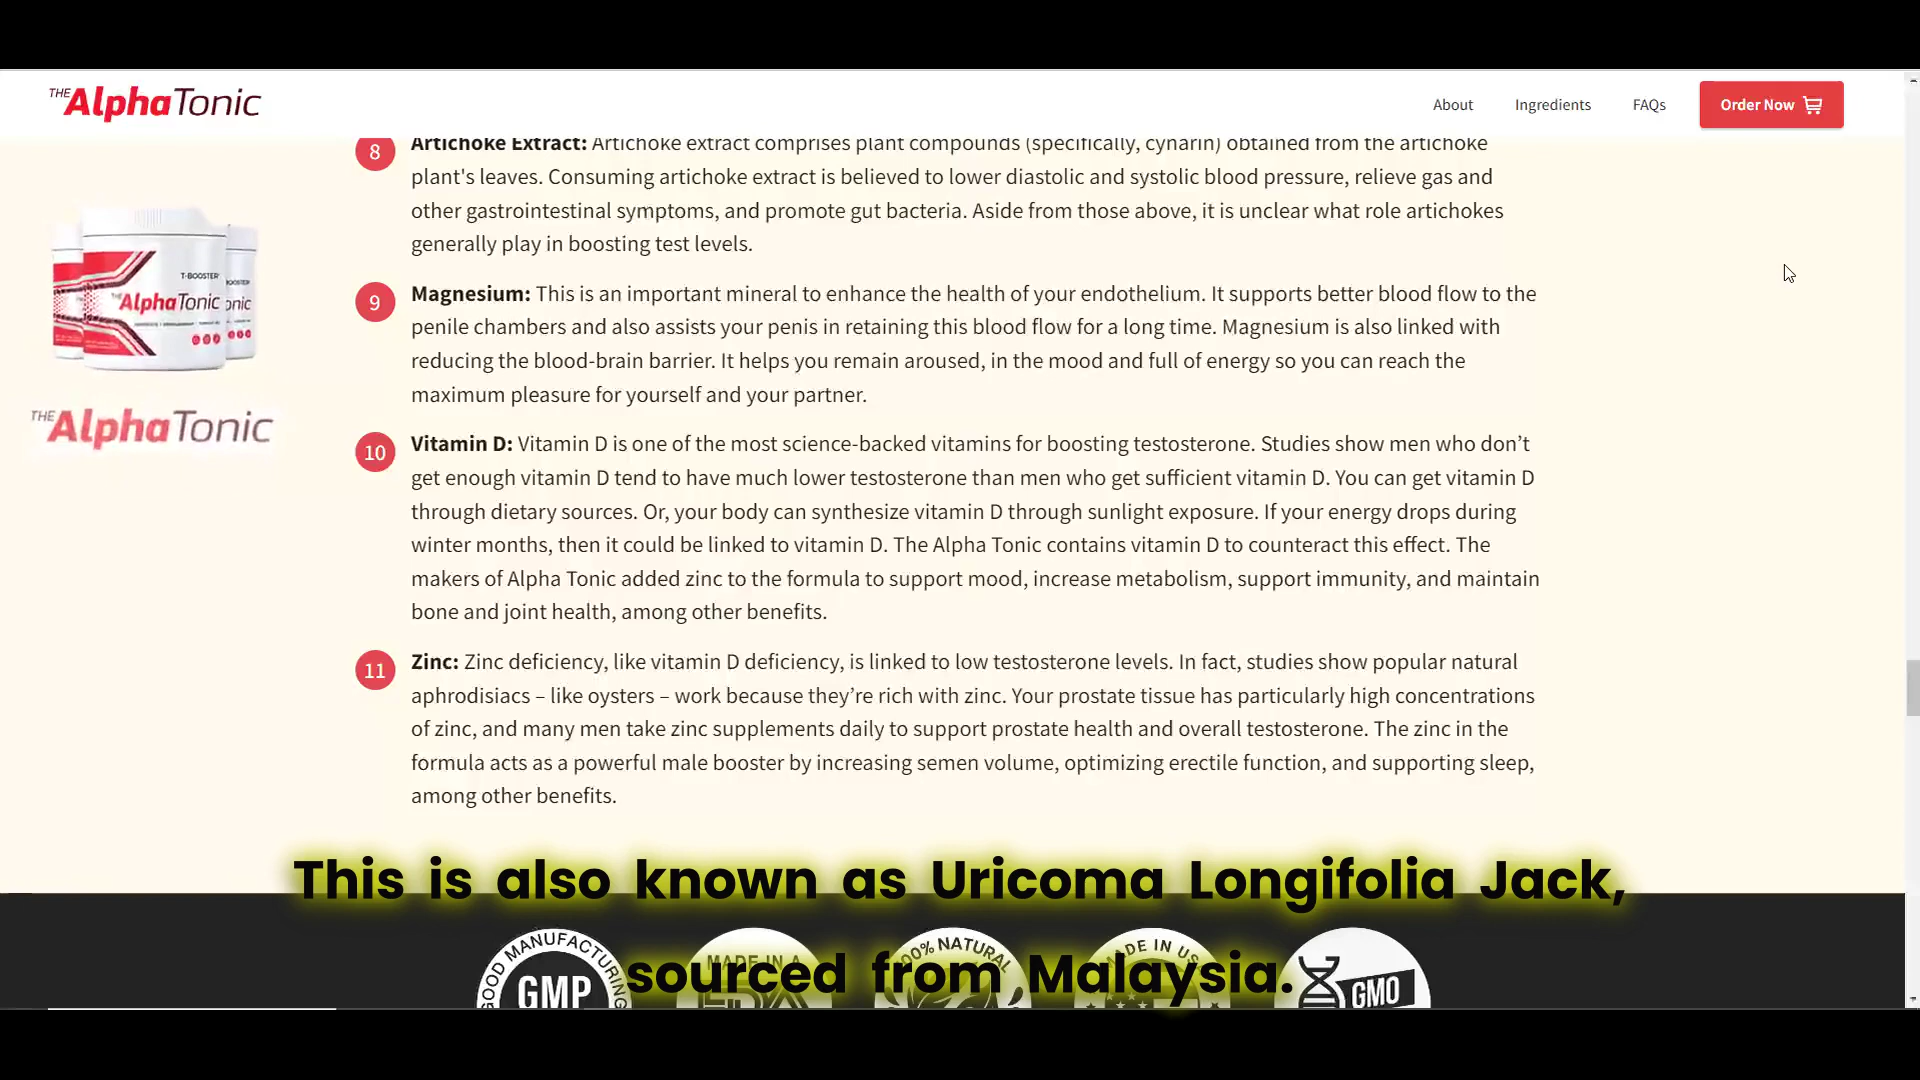 THE AlphaTonic
About
Ingredients
FAQs
Order Now
8
Artichoke Extract: Artichoke extract comprises plant compounds (specifically, cynarin) obtained from the artichoke
plant's leaves. Consuming artichoke extract is believed to lower diastolic and systolic blood pressure, relieve gas and
other gastrointestinal symptoms, and promote gut bacteria. Aside from those above, it is unclear what role artichokes
generally play in boosting test levels.
T-BOOSTER
THE AlphaTonic
9
Magnesium: This is an important mineral to enhance the health of your endothelium. It supports better blood flow to the
penile chambers and also assists your penis in retaining this blood flow for a long time. Magnesium is also linked with
reducing the blood-brain barrier. It helps you remain aroused, in the mood and full of energy so you can reach the
maximum pleasure for yourself and your partner.
THE AlphaTonic
10
Vitamin D: Vitamin D is one of the most science-backed vitamins for boosting testosterone. Studies show men who don’t
get enough vitamin D tend to have much lower testosterone than men who get sufficient vitamin D. You can get vitamin D
through dietary sources. Or, your body can synthesize vitamin D through sunlight exposure. If your energy drops during
winter months, then it could be linked to vitamin D. The Alpha Tonic contains vitamin D to counteract this effect. The
makers of Alpha Tonic added zinc to the formula to support mood, increase metabolism, support immunity, and maintain
bone and joint health, among other benefits.
11
Zinc: Zinc deficiency, like vitamin D deficiency, is linked to low testosterone levels. In fact, studies show popular natural
aphrodisiacs – like oysters – work because they’re rich with zinc. Your prostate tissue has particularly high concentrations
of zinc, and many men take zinc supplements daily to support prostate health and overall testosterone. The zinc in the
formula acts as a powerful male booster by increasing semen volume, optimizing erectile function, and supporting sleep,
among other benefits.
This is also known as Uricoma Longifolia Jack,
sourced from Malaysia.
GOOD MANUFACTURING
GMP
MADE IN A
FDA
100% NATURAL
MADE IN US
GMO